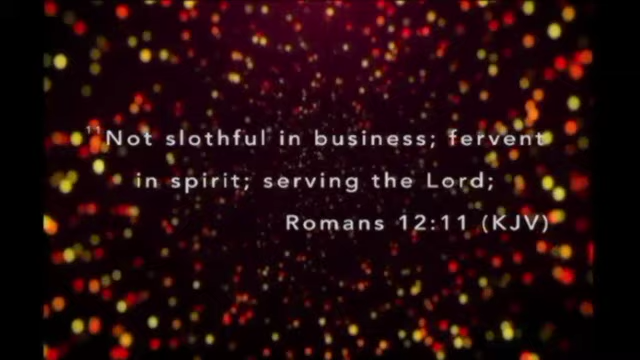 ¹¹Not slothful in business; fervent
in spirit; serving the Lord;
Romans 12:11 (KJV)